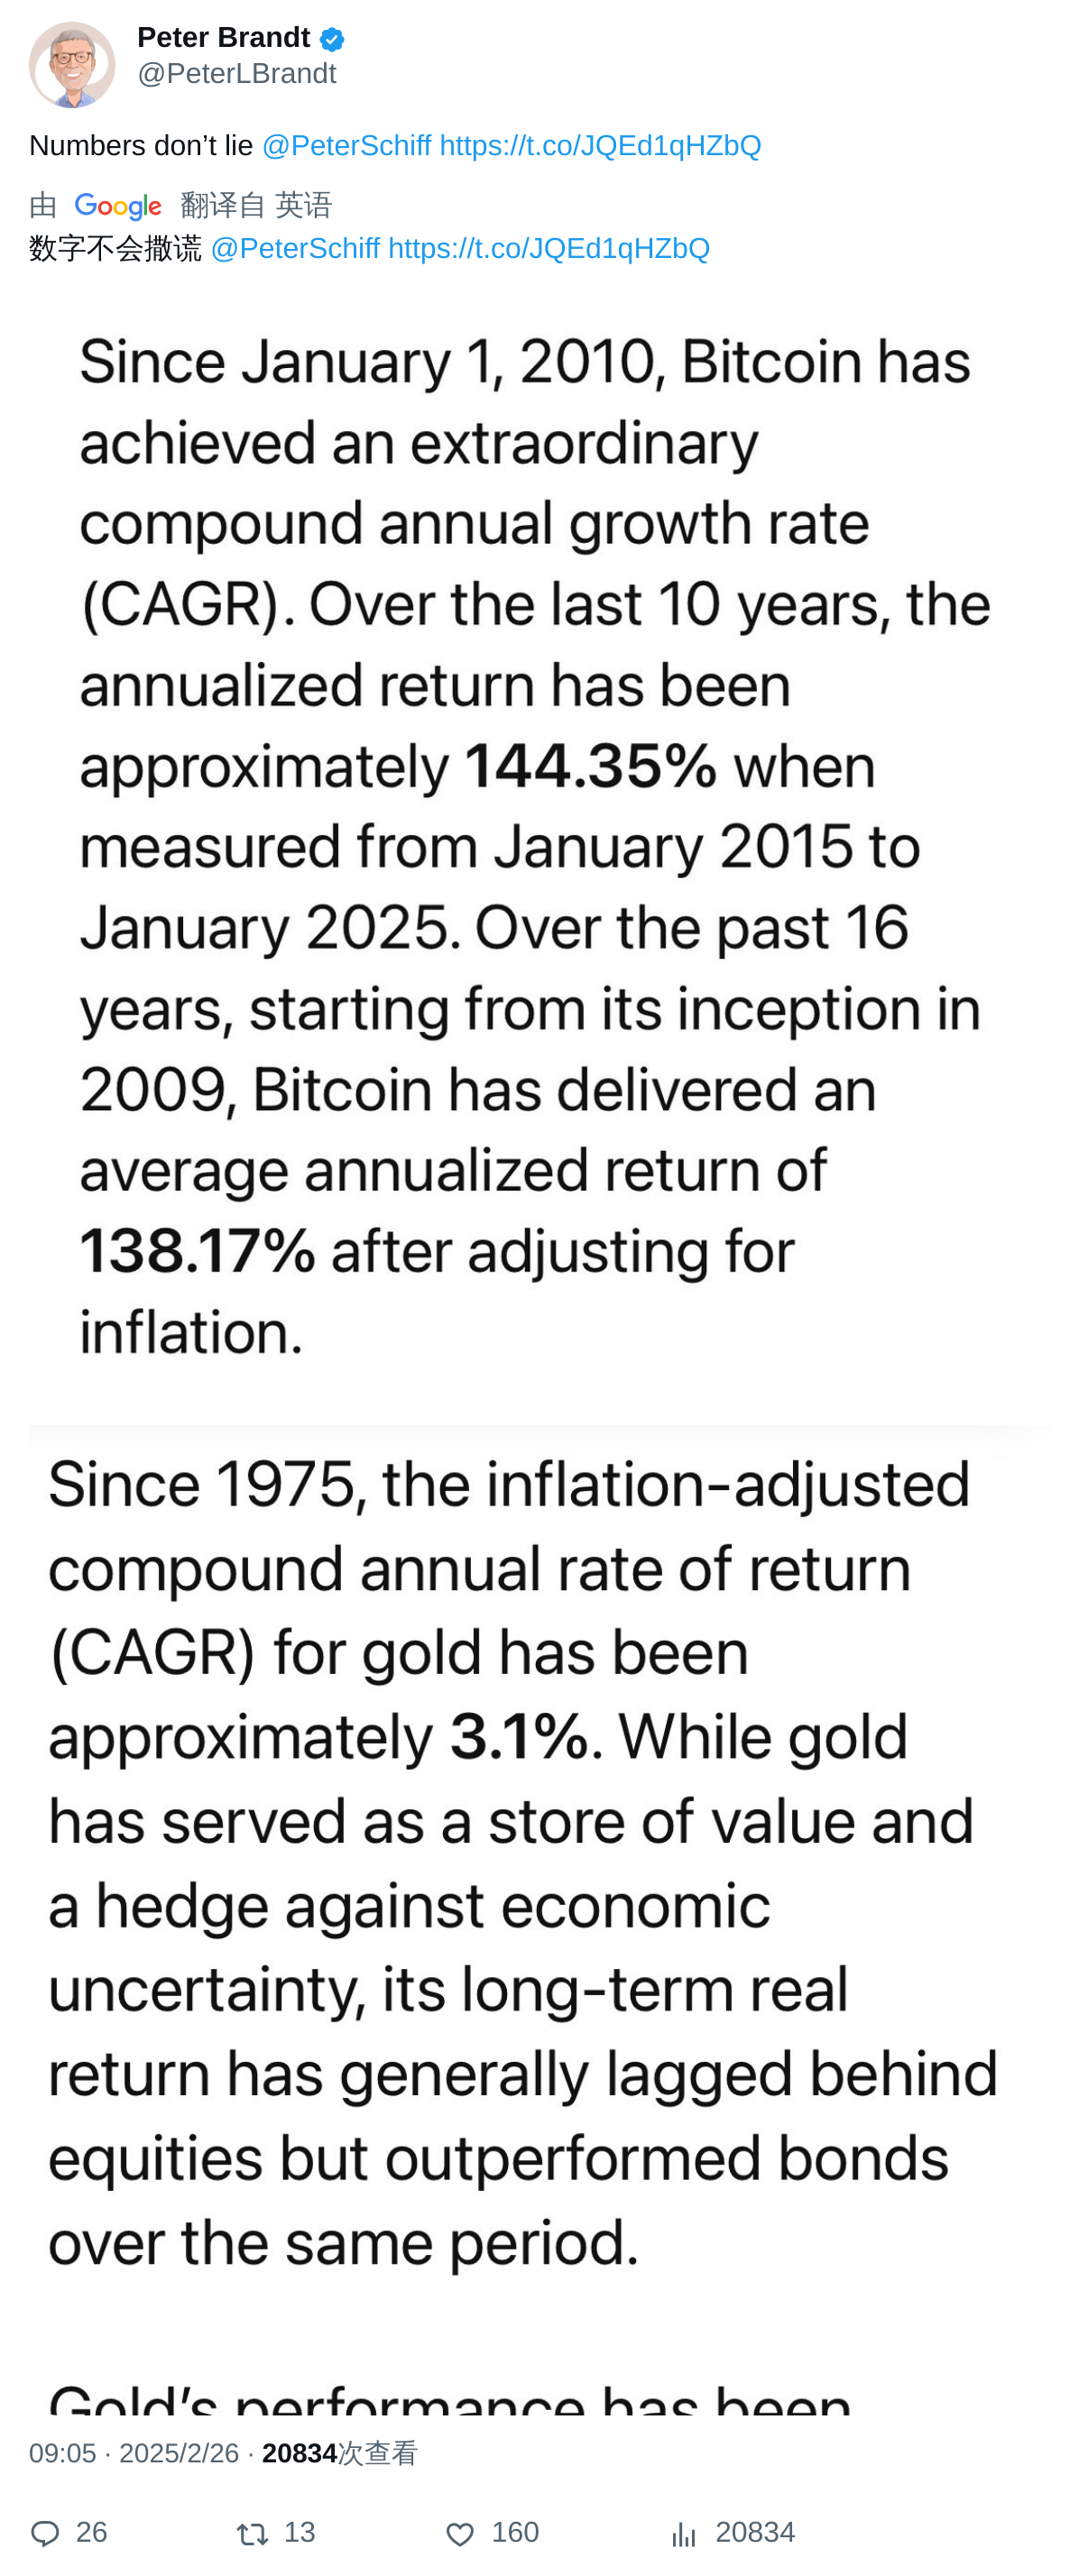 Peter Brandt
@PeterLBrandt
Numbers don’t lie @PeterSchiff https://t.co/JQEd1qHZbQ
由 Google 翻译自 英语
数字不会撒谎 @PeterSchiff https://t.co/JQEd1qHZbQ
Since January 1, 2010, Bitcoin has
achieved an extraordinary
compound annual growth rate
(CAGR). Over the last 10 years, the
annualized return has been
approximately 144.35% when
measured from January 2015 to
January 2025. Over the past 16
years, starting from its inception in
2009, Bitcoin has delivered an
average annualized return of
138.17% after adjusting for
inflation.
Since 1975, the inflation-adjusted
compound annual rate of return
(CAGR) for gold has been
approximately 3.1%. While gold
has served as a store of value and
a hedge against economic
uncertainty, its long-term real
return has generally lagged behind
equities but outperformed bonds
over the same period.
Gold’s performance has been
09:05 · 2025/2/26 · 20834次查看
26 13 160 20834